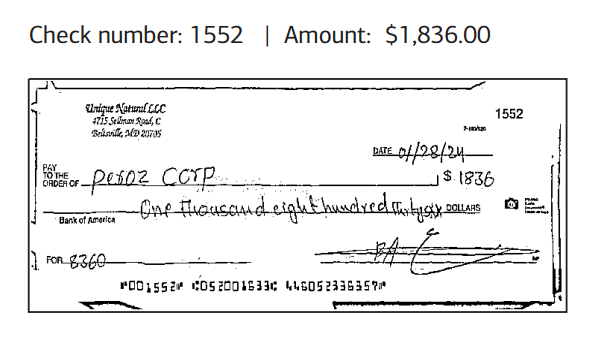 Check number: 1552 | Amount: $1,836.00
Unique Natural LLC
4715 Sellman Road, C
Beltsville, MD 20705
1552
DATE 01/28/24
PAY
TO THE
ORDER OF Peroz Corp
$ 1836
One thousand eight hundred thirty six DOLLARS
Bank of America
FOR 8360
⑈001552⑈ ⑆052001633⑆ 446052336357⑈